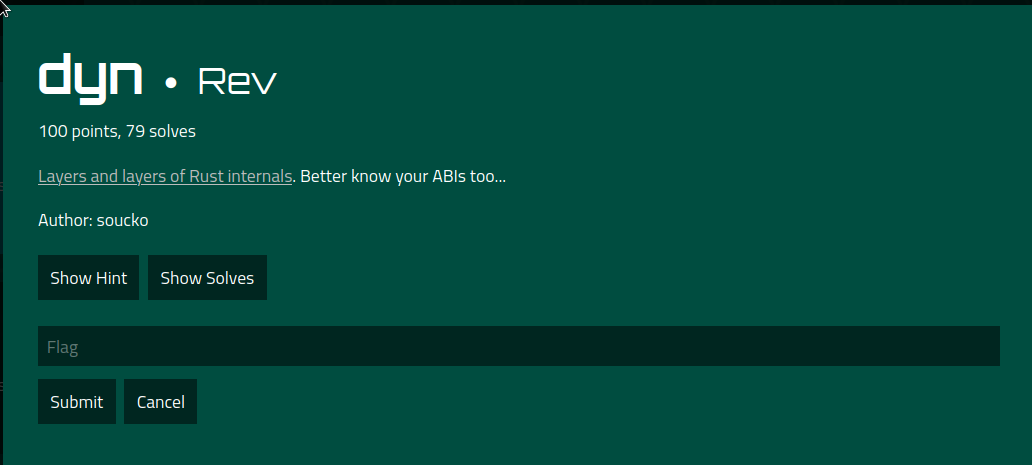 dyn • Rev
100 points, 79 solves
Layers and layers of Rust internals. Better know your ABIs too...
Author: soucko
Show Hint Show Solves
Flag
Submit Cancel